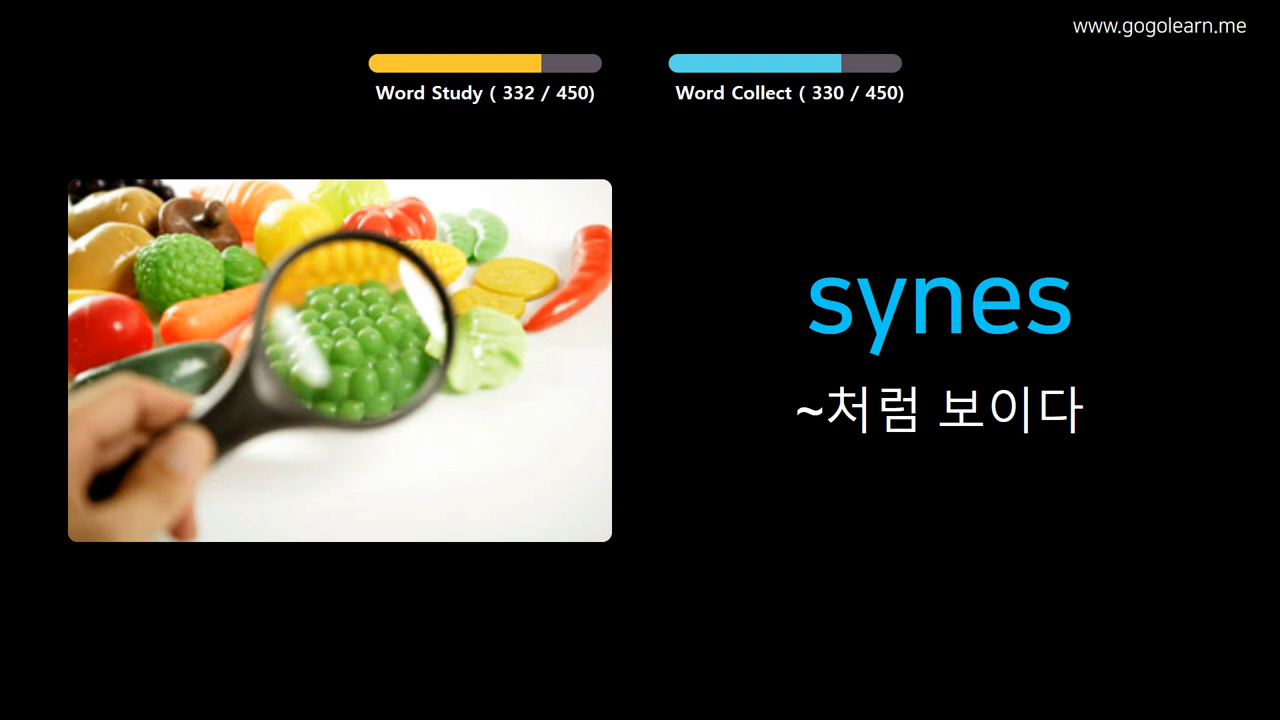 www.gogolearn.me
Word Study ( 332 / 450)
Word Collect ( 330 / 450)
synes
~처럼 보이다